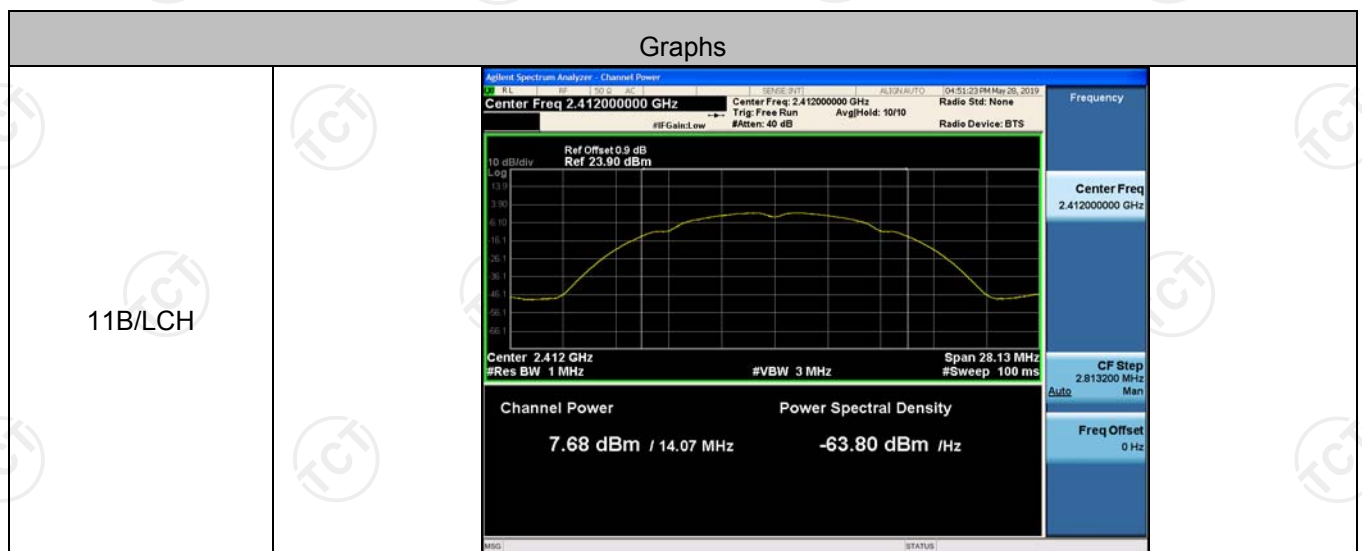 Graphs
11B/LCH
Agilent Spectrum Analyzer - Channel Power
RL RF 50 Ω AC SENSE:INT ALIGN AUTO 04:51:23 PM May 28, 2019
Center Freq 2.412000000 GHz
Center Freq: 2.412000000 GHz Radio Std: None
Trig: Free Run Avg|Hold: 10/10
#IFGain:Low #Atten: 40 dB Radio Device: BTS
Ref Offset 0.9 dB
10 dB/div Ref 23.90 dBm
Log
13.9
3.90
-6.10
-16.1
-26.1
-36.1
-46.1
-56.1
-66.1
Center 2.412 GHz Span 28.13 MHz
#Res BW 1 MHz #VBW 3 MHz #Sweep 100 ms
Channel Power Power Spectral Density
7.68 dBm / 14.07 MHz -63.80 dBm /Hz
MSG STATUS
Frequency
Center Freq
2.412000000 GHz
CF Step
2.813200 MHz
Auto Man
Freq Offset
0 Hz
TCT
TCT
TCT
TCT
TCT
TCT
TCT